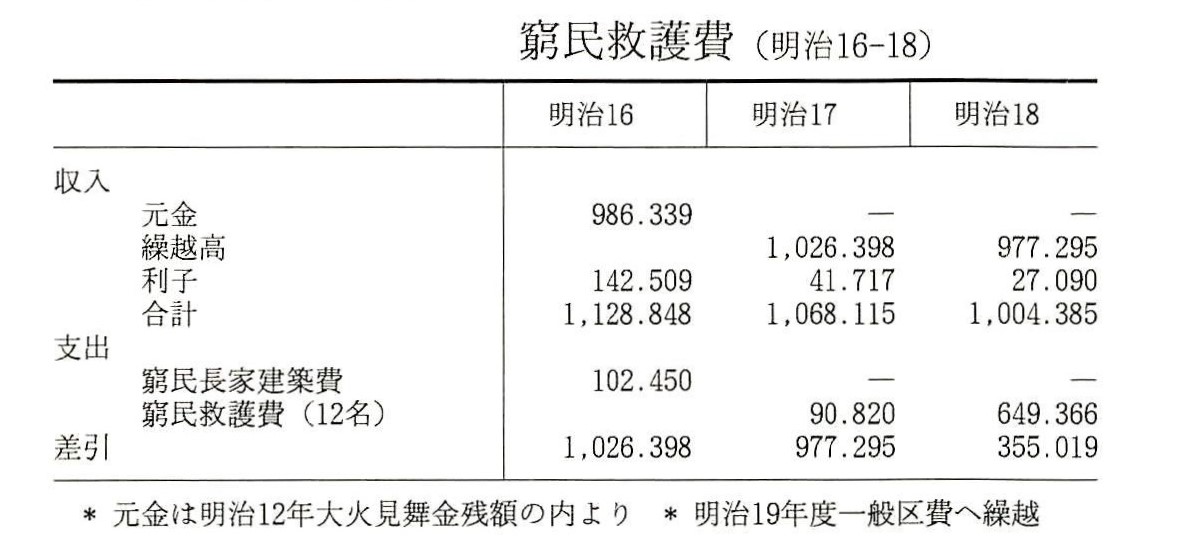 窮民救護費（明治16-18）
明治16 明治17 明治18
収入
元金 986.339 — —
繰越高 1,026.398 977.295
利子 142.509 41.717 27.090
合計 1,128.848 1,068.115 1,004.385
支出
窮民長家建築費 102.450 — —
窮民救護費（12名） 90.820 649.366
差引 1,026.398 977.295 355.019
* 元金は明治12年大火見舞金残額の内より * 明治19年度一般区費へ繰越